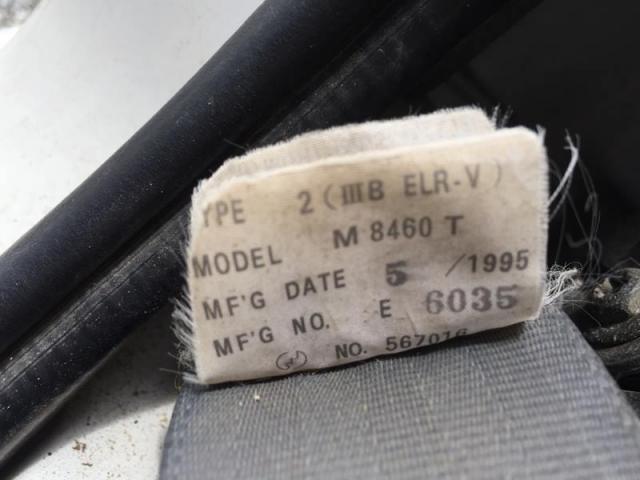 YPE 2 (IIIB ELR-V)
MODEL M 8460 T
MF'G DATE 5 / 1995
MF'G NO. E 6035
NO. 567016